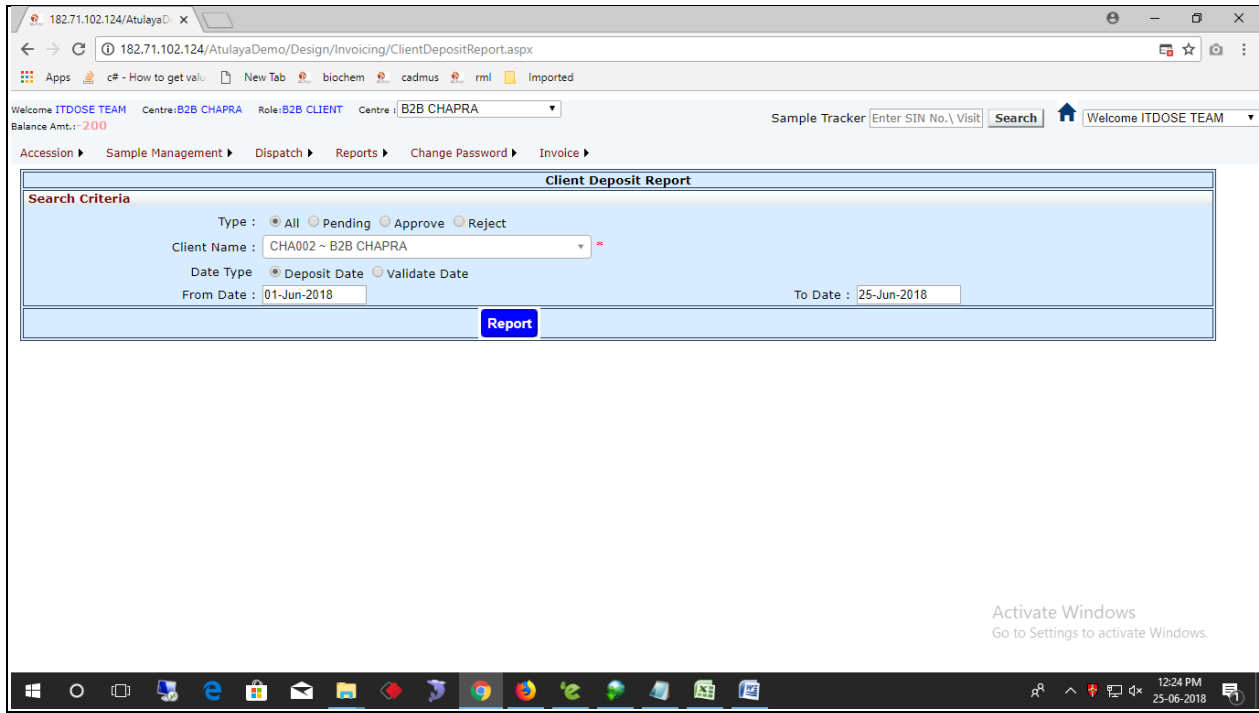 182.71.102.124/AtulayaD
182.71.102.124/AtulayaDemo/Design/Invoicing/ClientDepositReport.aspx
Apps c# - How to get valu New Tab biochem cadmus rml Imported
Welcome ITDOSE TEAM Centre:B2B CHAPRA Role:B2B CLIENT Centre : B2B CHAPRA
Balance Amt.:-200
Sample Tracker Enter SIN No.\ Visit Search Welcome ITDOSE TEAM
Accession Sample Management Dispatch Reports Change Password Invoice
Client Deposit Report
Search Criteria
Type : All Pending Approve Reject
Client Name : CHA002 ~ B2B CHAPRA *
Date Type Deposit Date Validate Date
From Date : 01-Jun-2018 To Date : 25-Jun-2018
Report
Activate Windows
Go to Settings to activate Windows.
12:24 PM
25-06-2018